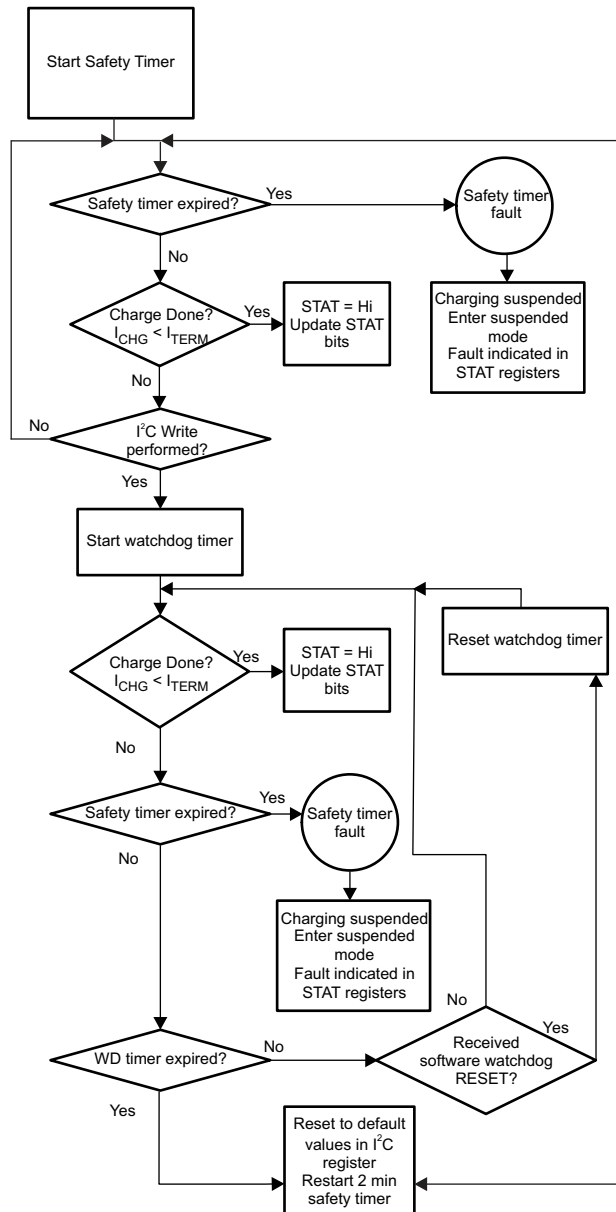 Start Safety Timer
Safety timer expired?
Yes
Safety timer
fault
No
Charging suspended
Enter suspended
mode
Fault indicated in
STAT registers
Charge Done?
I_CHG < I_TERM
Yes
STAT = Hi
Update STAT
bits
No
No
I²C Write
performed?
Yes
Start watchdog timer
Reset watchdog timer
Charge Done?
I_CHG < I_TERM
Yes
STAT = Hi
Update STAT
bits
No
Safety timer expired?
Yes
Safety timer
fault
No
Charging suspended
Enter suspended
mode
Fault indicated in
STAT registers
WD timer expired?
No
No
Yes
Received
software watchdog
RESET?
Yes
Reset to default
values in I²C
register
Restart 2 min
safety timer